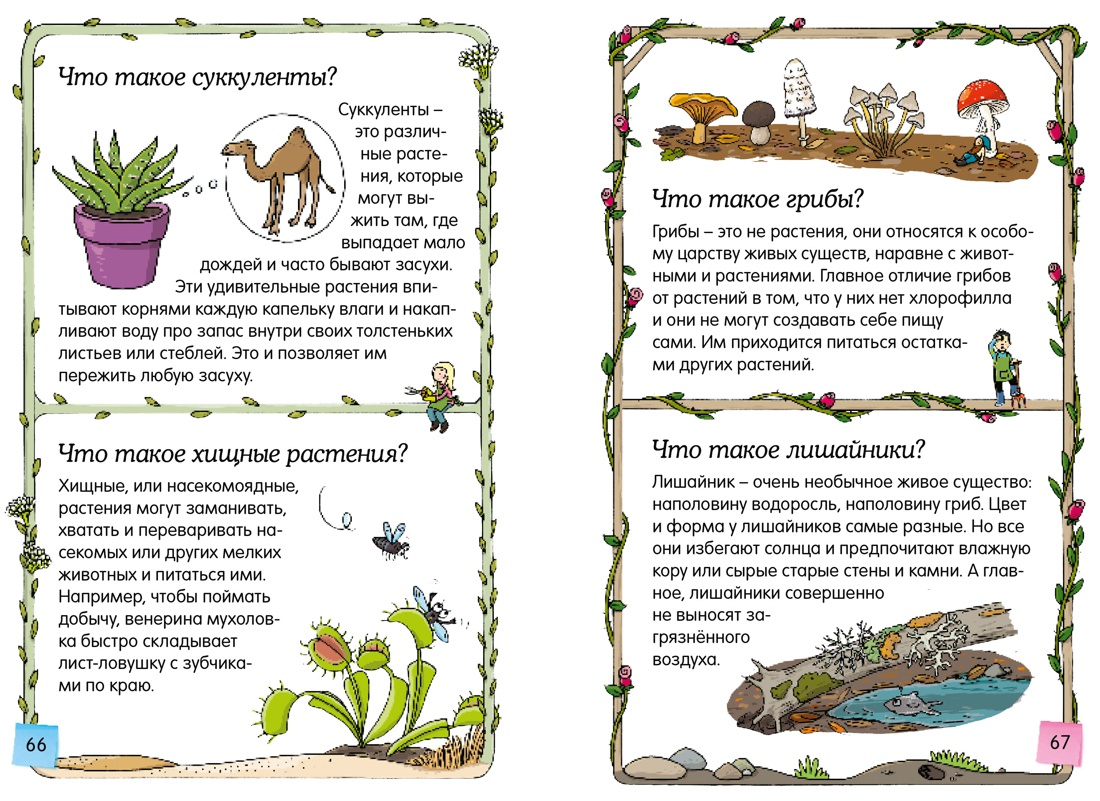 Что такое суккуленты?
Суккуленты –
это различ-
ные расте-
ния, которые
могут вы-
жить там, где
выпадает мало
дождей и часто бывают засухи.
Эти удивительные растения впи-
тывают корнями каждую капельку влаги и накап-
ливают воду про запас внутри своих толстеньких
листьев или стеблей. Это и позволяет им
пережить любую засуху.
Что такое хищные растения?
Хищные, или насекомоядные,
растения могут заманивать,
хватать и переваривать на-
секомых или других мелких
животных и питаться ими.
Например, чтобы поймать
добычу, венерина мухолов-
ка быстро складывает
лист-ловушку с зубчика-
ми по краю.
66
Что такое грибы?
Грибы – это не растения, они относятся к особо-
му царству живых существ, наравне с живот-
ными и растениями. Главное отличие грибов
от растений в том, что у них нет хлорофилла
и они не могут создавать себе пищу
сами. Им приходится питаться остатка-
ми других растений.
Что такое лишайники?
Лишайник – очень необычное живое существо:
наполовину водоросль, наполовину гриб. Цвет
и форма у лишайников самые разные. Но все
они избегают солнца и предпочитают влажную
кору или сырые старые стены и камни. А глав-
ное, лишайники совершенно
не выносят за-
грязнённого
воздуха.
67